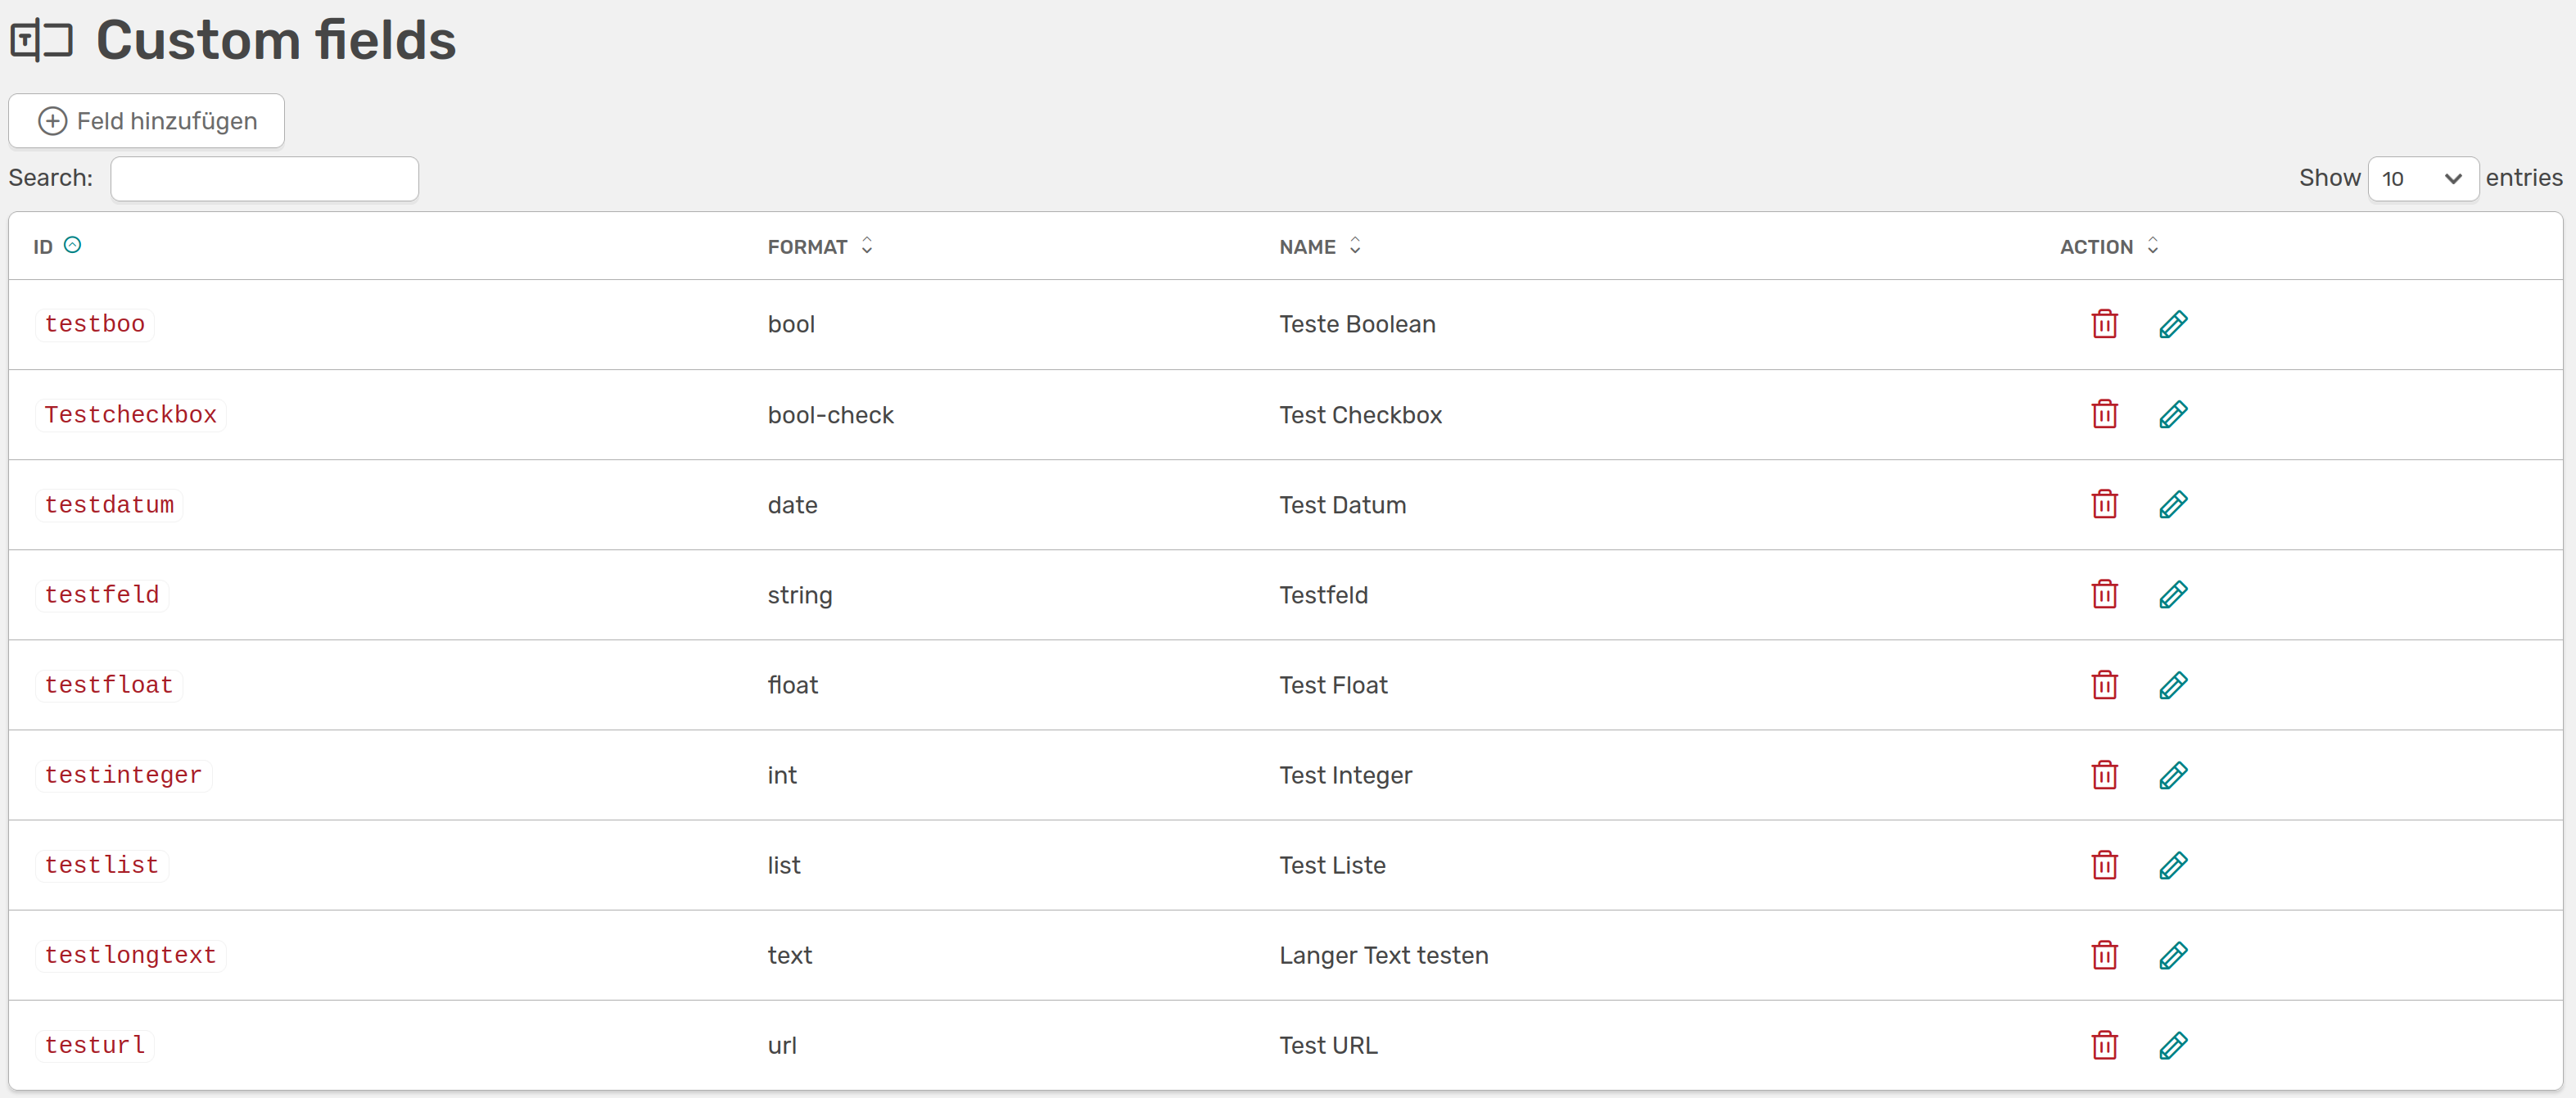 Custom fields
Feld hinzufügen
Search:
Show 10 entries
ID FORMAT NAME ACTION
testboo bool Teste Boolean
Testcheckbox bool-check Test Checkbox
testdatum date Test Datum
testfeld string Testfeld
testfloat float Test Float
testinteger int Test Integer
testlist list Test Liste
testlongtext text Langer Text testen
testurl url Test URL